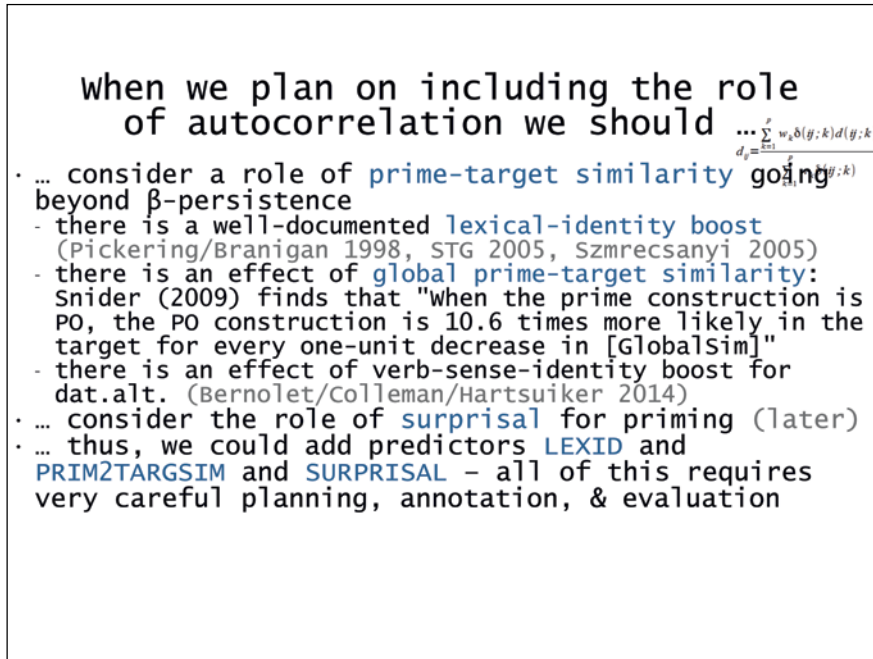 When we plan on including the role
of autocorrelation we should …
· … consider a role of prime-target similarity going
beyond β-persistence
- there is a well-documented lexical-identity boost
(Pickering/Branigan 1998, STG 2005, Szmrecsanyi 2005)
- there is an effect of global prime-target similarity:
Snider (2009) finds that "When the prime construction is
PO, the PO construction is 10.6 times more likely in the
target for every one-unit decrease in [GlobalSim]"
- there is an effect of verb-sense-identity boost for
dat.alt. (Bernolet/Colleman/Hartsuiker 2014)
· … consider the role of surprisal for priming (later)
· … thus, we could add predictors LEXID and
PRIM2TARGSIM and SURPRISAL – all of this requires
very careful planning, annotation, & evaluation